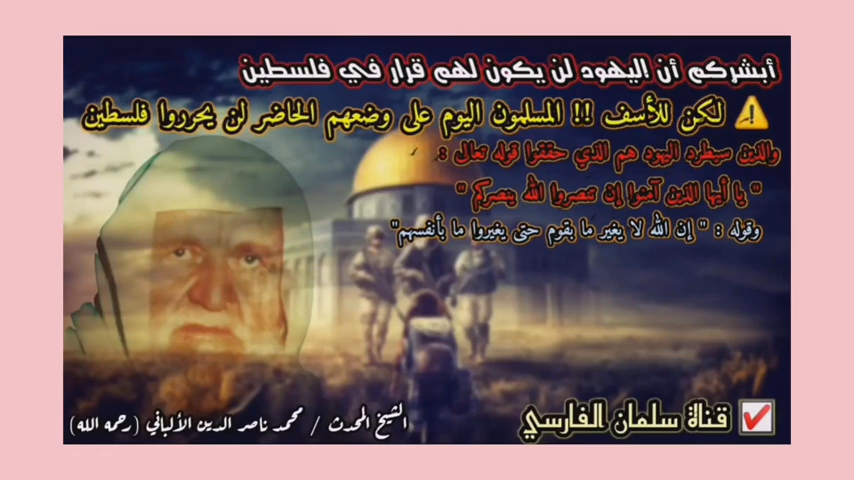 أبشركم أن اليهود لن يكون لهم قرار في فلسطين
⚠️ لكن للأسف !! المسلمون اليوم على وضعهم الحاضر لن يحرروا فلسطين
والذين سيطرد اليهود هم الذي حققوا قوله تعالى :
" يا أيها الذين آمنوا إن تنصروا الله ينصركم "
وقوله : " إن الله لا يغير ما بقوم حتى يغيروا ما بأنفسهم"
☑ قناة سلمان الفارسي
الشيخ المحدث / محمد ناصر الدين الألباني (رحمه الله)